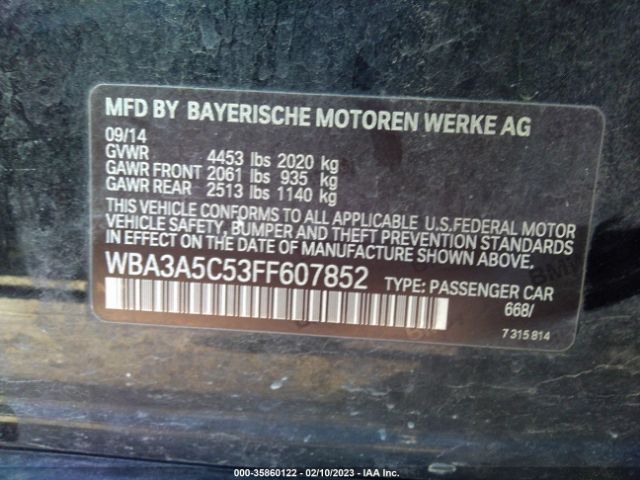 MFD BY BAYERISCHE MOTOREN WERKE AG
09/14
GVWR 4453 lbs 2020 kg
GAWR FRONT 2061 lbs 935 kg
GAWR REAR 2513 lbs 1140 kg
THIS VEHICLE CONFORMS TO ALL APPLICABLE U.S.FEDERAL MOTOR
VEHICLE SAFETY, BUMPER AND THEFT PREVENTION STANDARDS
IN EFFECT ON THE DATE OF MANUFACTURE SHOWN ABOVE.
WBA3A5C53FF607852 TYPE: PASSENGER CAR
668/
7 315 814
000-35860122 - 02/10/2023 - IAA Inc.